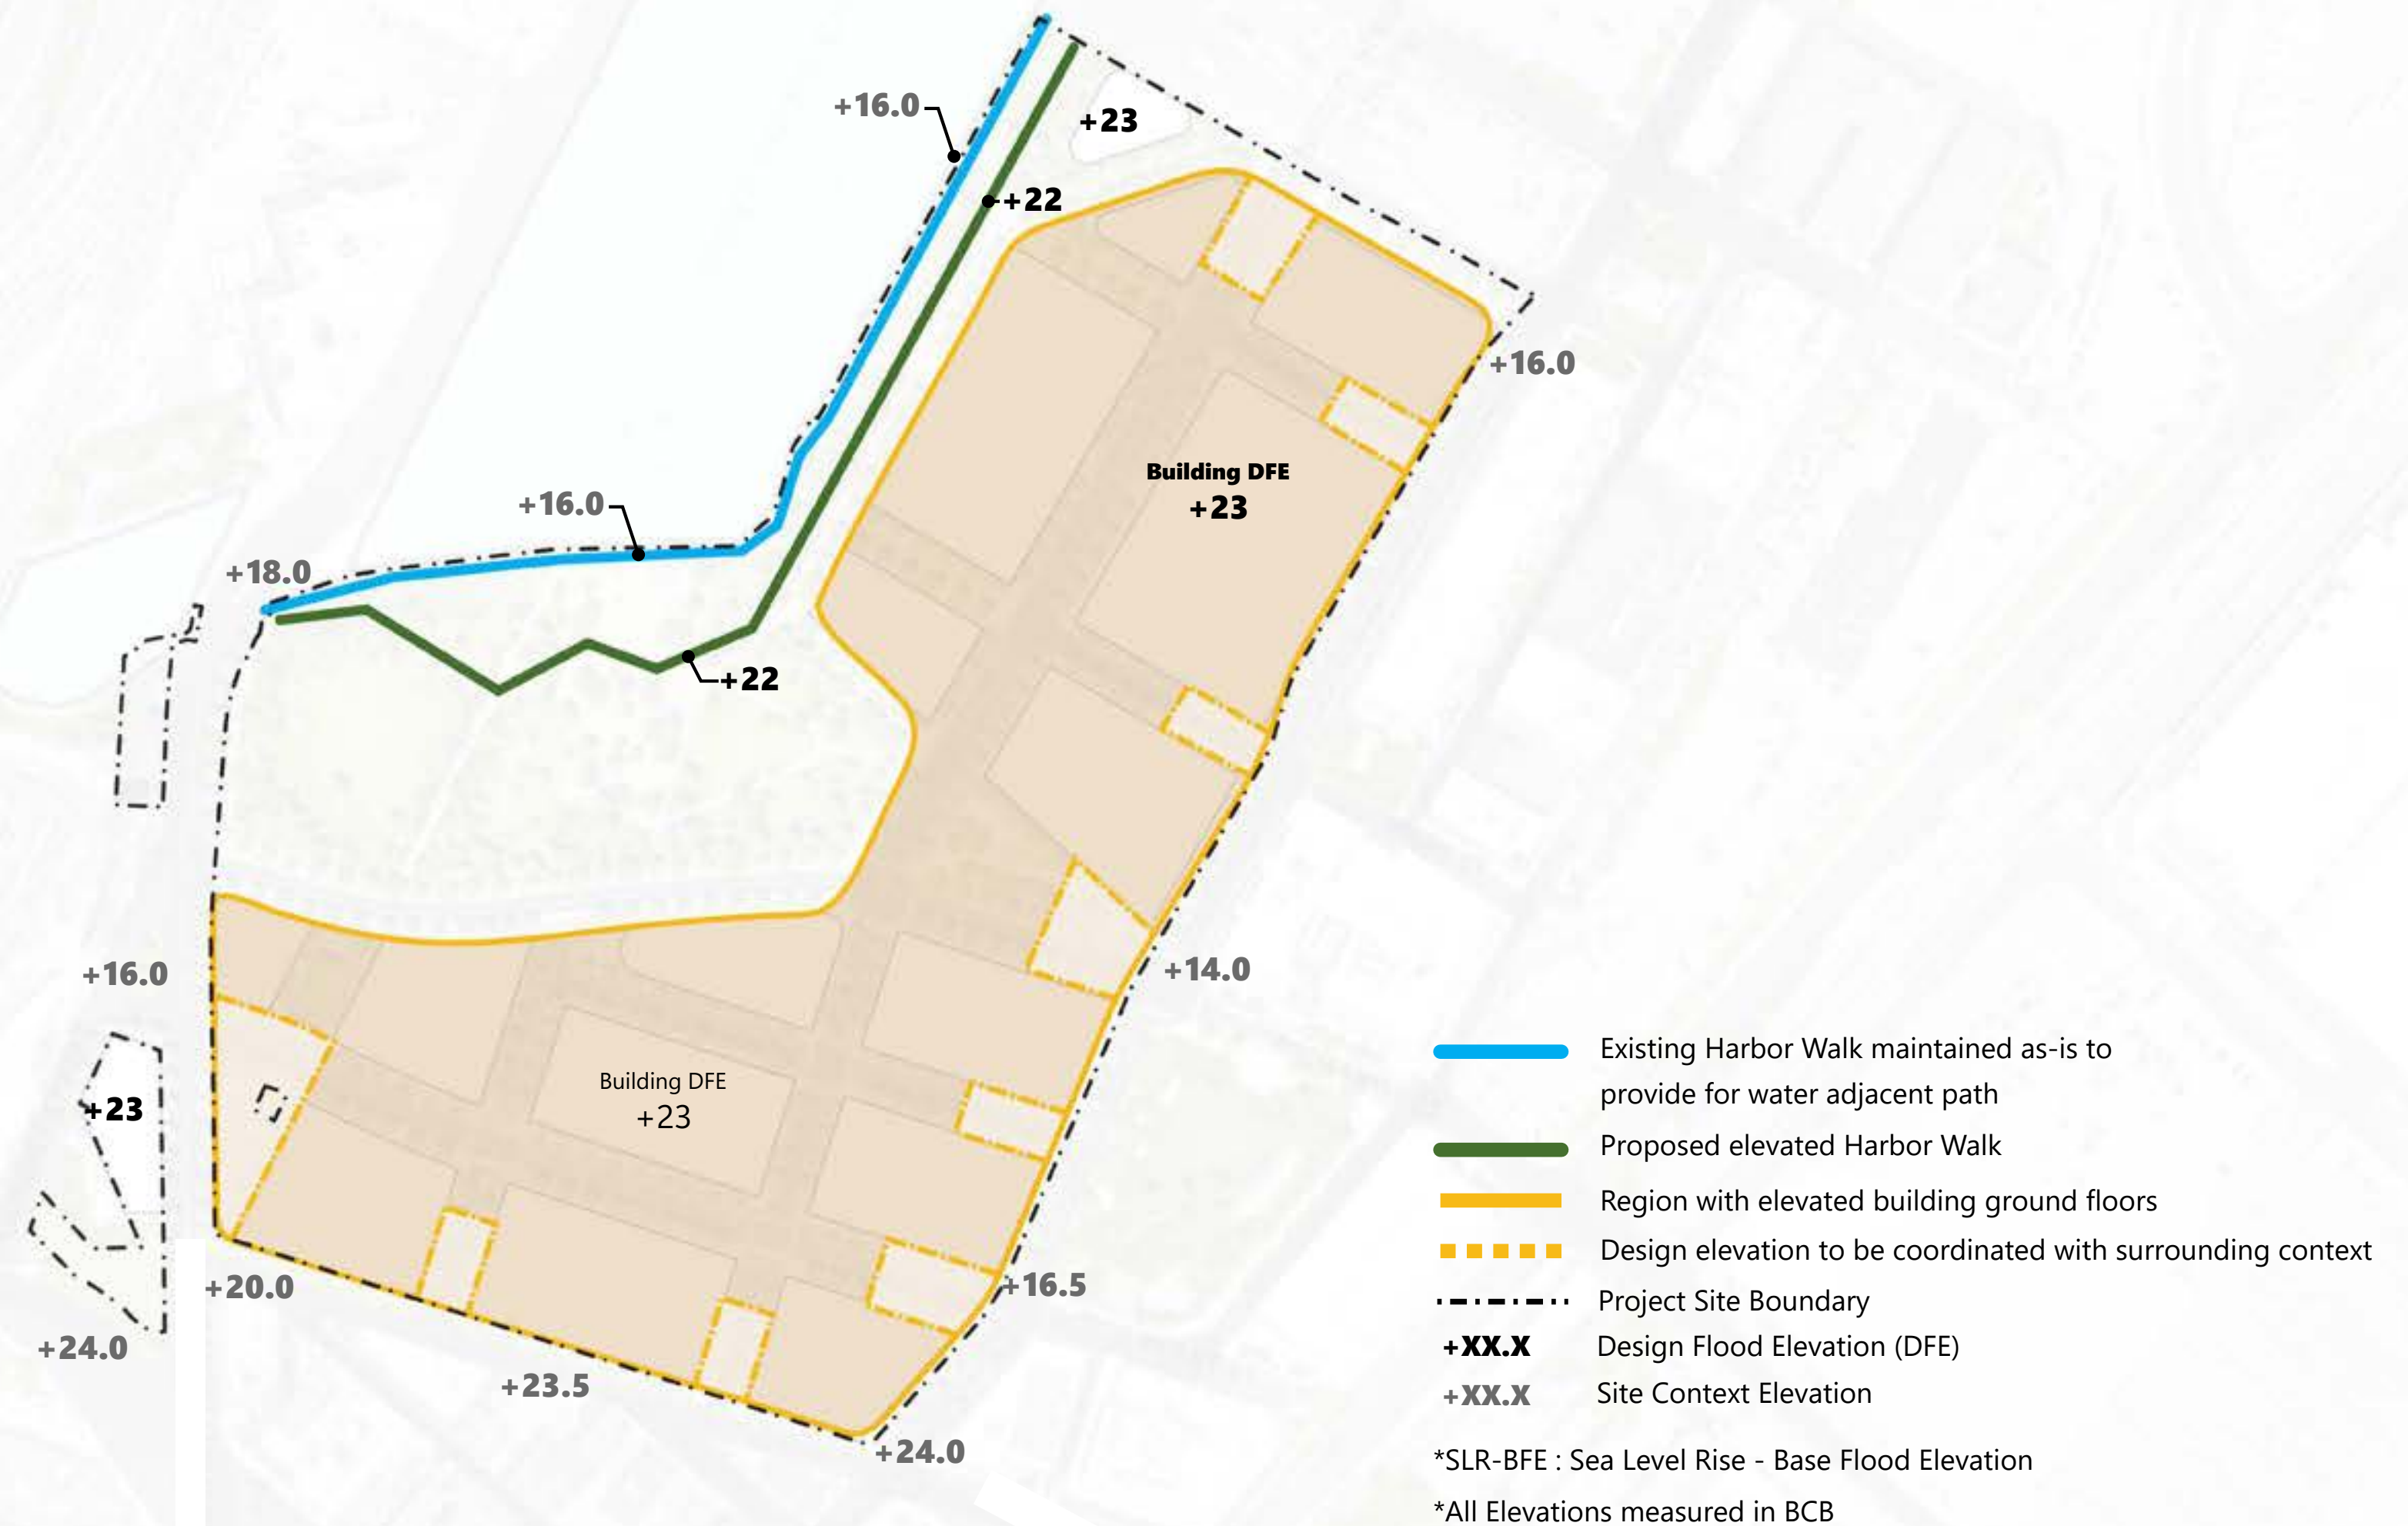 +16.0
+23
+22
+16.0
Building DFE
+23
+16.0
+18.0
+22
+16.0
+14.0
+23
Building DFE
+23
+20.0
+16.5
+24.0
+23.5
+24.0
Existing Harbor Walk maintained as-is to
provide for water adjacent path
Proposed elevated Harbor Walk
Region with elevated building ground floors
Design elevation to be coordinated with surrounding context
Project Site Boundary
+XX.X Design Flood Elevation (DFE)
+XX.X Site Context Elevation
*SLR-BFE : Sea Level Rise - Base Flood Elevation
*All Elevations measured in BCB